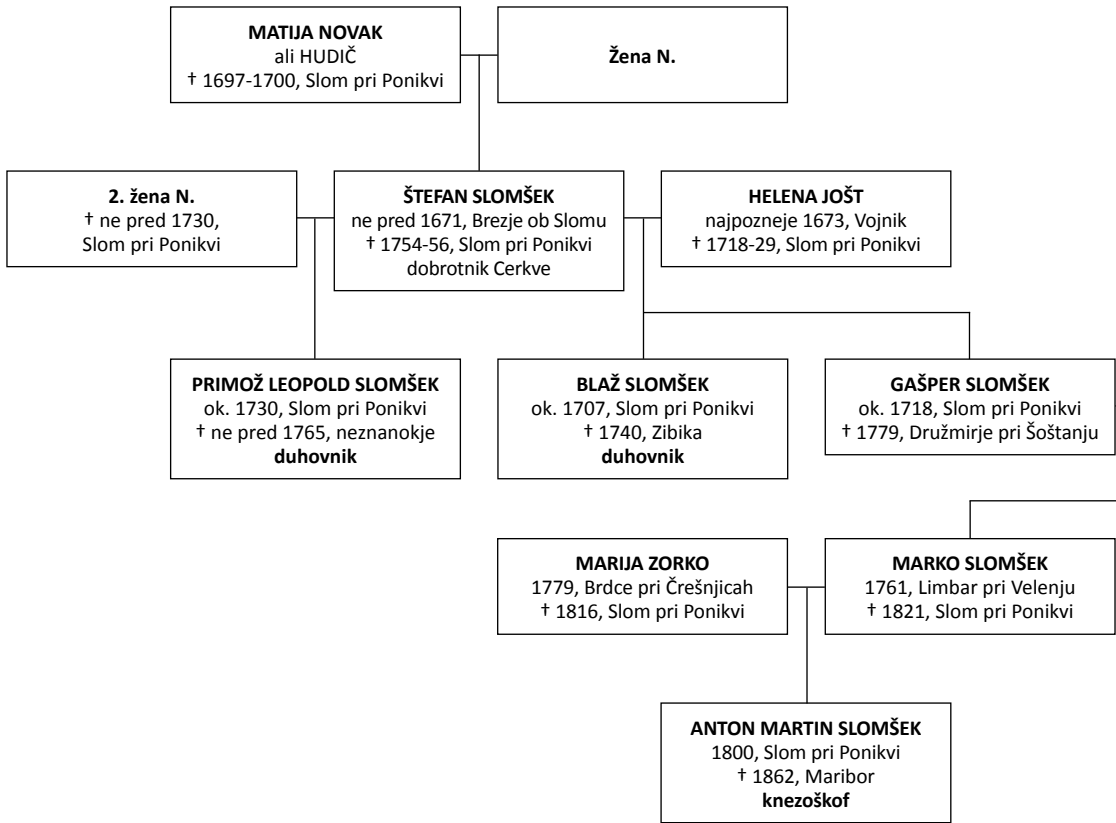 MATIJA NOVAK
ali HUDIČ
† 1697-1700, Slom pri Ponikvi
Žena N.
2. žena N.
† ne pred 1730,
Slom pri Ponikvi
ŠTEFAN SLOMŠEK
ne pred 1671, Brezje ob Slomu
† 1754-56, Slom pri Ponikvi
dobrotnik Cerkve
HELENA JOŠT
najpozneje 1673, Vojnik
† 1718-29, Slom pri Ponikvi
PRIMOŽ LEOPOLD SLOMŠEK
ok. 1730, Slom pri Ponikvi
† ne pred 1765, neznanokje
duhovnik
BLAŽ SLOMŠEK
ok. 1707, Slom pri Ponikvi
† 1740, Zibika
duhovnik
GAŠPER SLOMŠEK
ok. 1718, Slom pri Ponikvi
† 1779, Družmirje pri Šoštanju
MARIJA ZORKO
1779, Brdce pri Črešnjicah
† 1816, Slom pri Ponikvi
MARKO SLOMŠEK
1761, Limbar pri Velenju
† 1821, Slom pri Ponikvi
ANTON MARTIN SLOMŠEK
1800, Slom pri Ponikvi
† 1862, Maribor
knezoškof